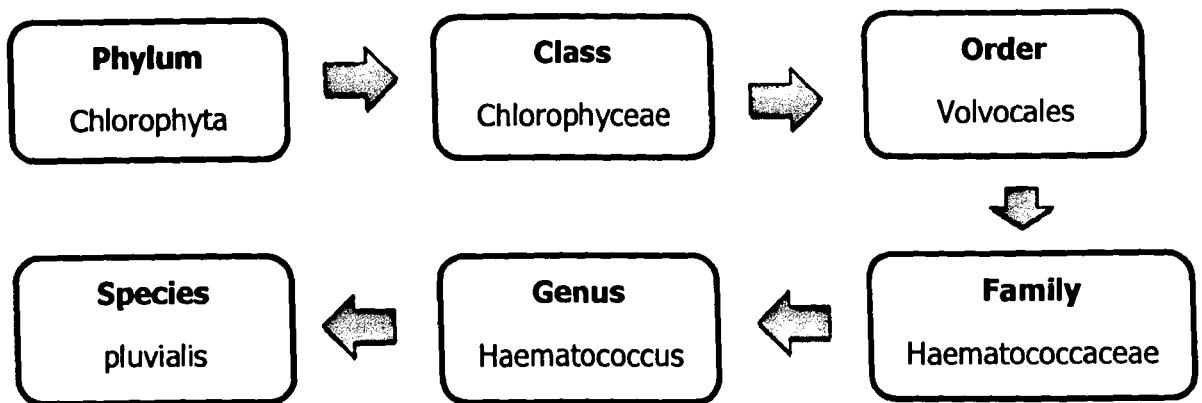 Phylum
Chlorophyta
Class
Chlorophyceae
Order
Volvocales
Family
Haematococcaceae
Genus
Haematococcus
Species
pluvialis